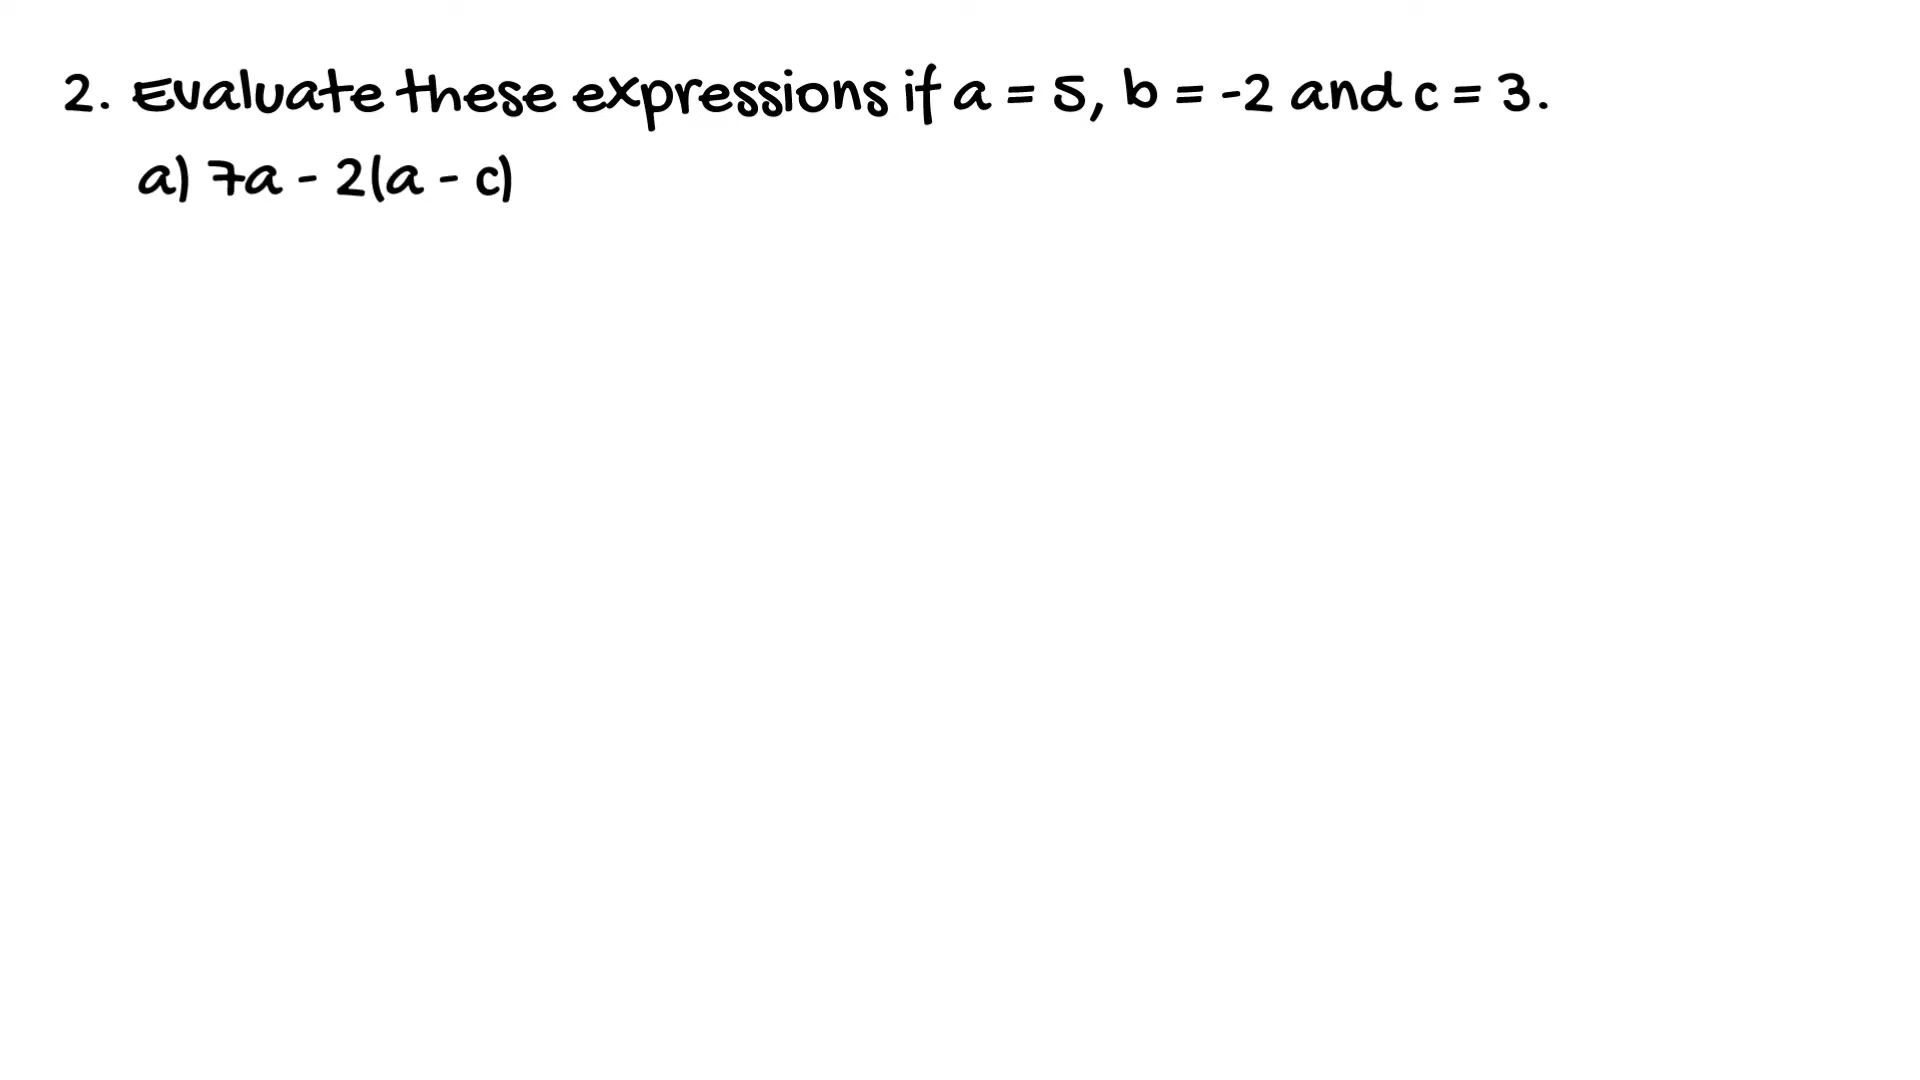 2. Evaluate these expressions if a = 5, b = -2 and c = 3.
a) 7a - 2(a - c)